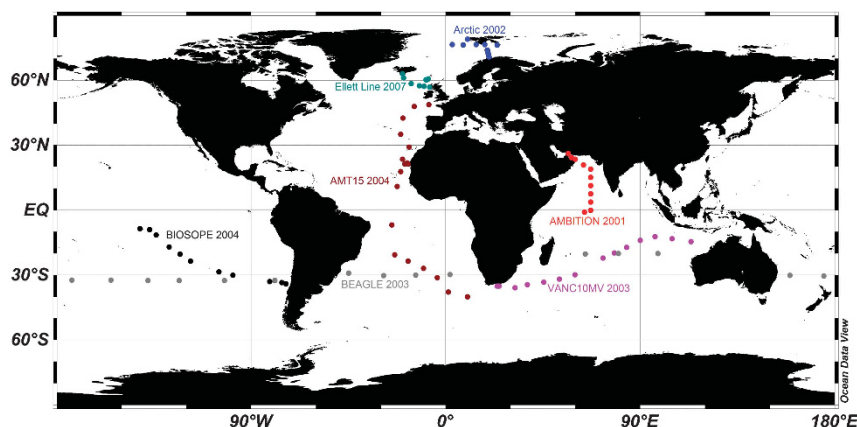 Arctic 2002
60°N
Ellett Line 2007
30°N
AMT15 2004
EQ
AMBITION 2001
BIOSOPE 2004
30°S
BEAGLE 2003
VANC10MV 2003
60°S
90°W
0°
90°E
180°E
Ocean Data View